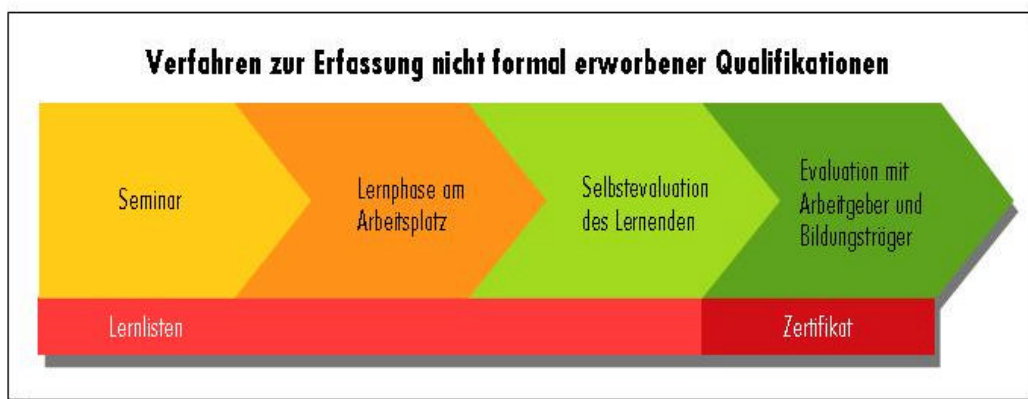 Verfahren zur Erfassung nicht formal erworbener Qualifikationen
Seminar
Lernphase am
Arbeitsplatz
Selbstevaluation
des Lernenden
Evaluation mit
Arbeitgeber und
Bildungsträger
Lernlisten
Zertifikat